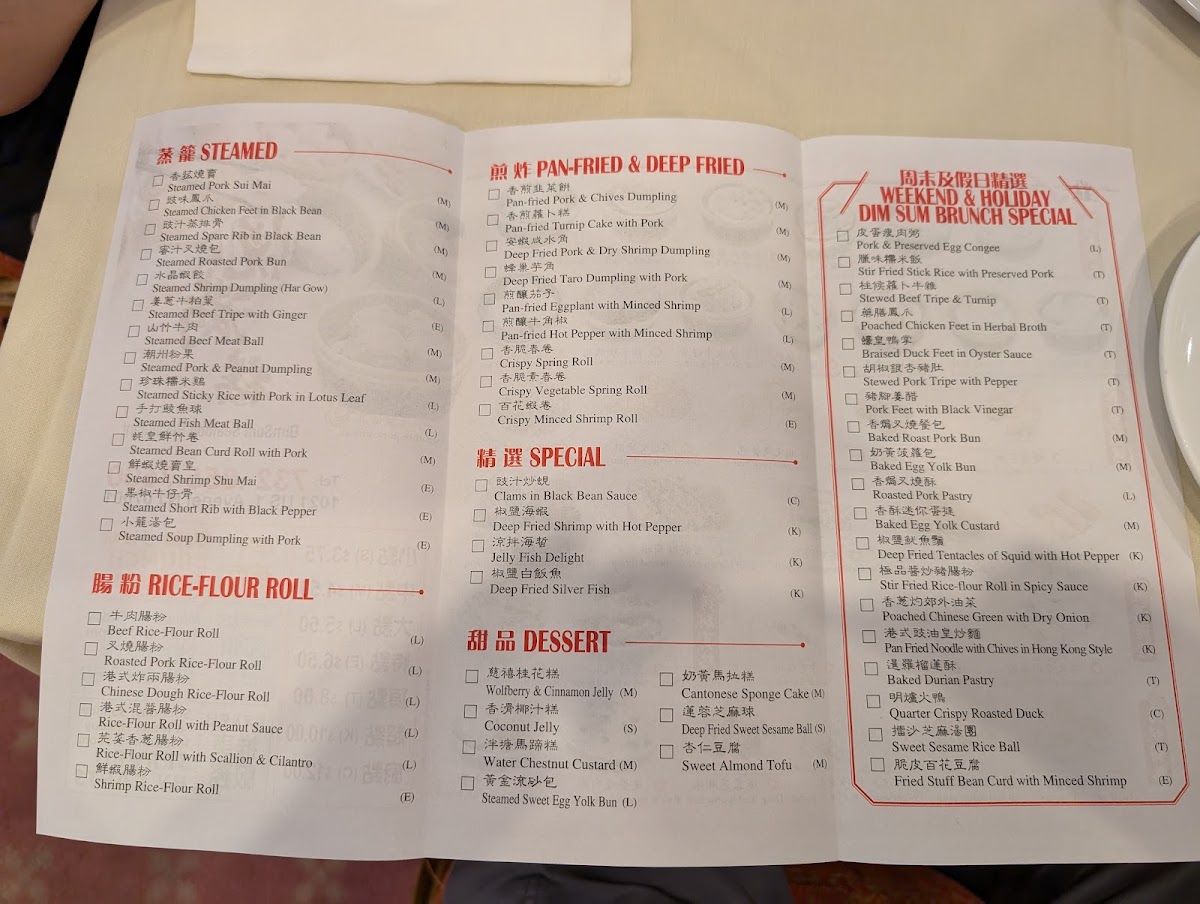 蒸籠 STEAMED
香菇燒賣
Steamed Pork Sui Mai (M)
豉味鳳爪
Steamed Chicken Feet in Black Bean (M)
豉汁蒸排骨
Steamed Spare Rib in Black Bean (M)
蜜汁叉燒包
Steamed Roasted Pork Bun (M)
水晶蝦餃
Steamed Shrimp Dumpling (Har Gow) (L)
姜蔥牛柏葉
Steamed Beef Tripe with Ginger (E)
山竹牛肉
Steamed Beef Meat Ball (M)
潮州粉果
Steamed Pork & Peanut Dumpling (M)
珍珠糯米鷄
Steamed Sticky Rice with Pork in Lotus Leaf (L)
手打鯪魚球
Steamed Fish Meat Ball (L)
蚝皇鮮竹卷
Steamed Bean Curd Roll with Pork (M)
鮮蝦燒賣皇
Steamed Shrimp Shu Mai (E)
黑椒牛仔骨
Steamed Short Rib with Black Pepper (E)
小籠湯包
Steamed Soup Dumpling with Pork (E)
腸粉 RICE-FLOUR ROLL
牛肉腸粉
Beef Rice-Flour Roll (L)
叉燒腸粉
Roasted Pork Rice-Flour Roll (L)
港式炸兩腸粉
Chinese Dough Rice-Flour Roll (L)
港式混醬腸粉
Rice-Flour Roll with Peanut Sauce (L)
芫荽香蔥腸粉
Rice-Flour Roll with Scallion & Cilantro (L)
鮮蝦腸粉
Shrimp Rice-Flour Roll (E)
煎炸 PAN-FRIED & DEEP FRIED
香煎韭菜餅
Pan-fried Pork & Chives Dumpling (M)
香煎蘿卜糕
Pan-fried Turnip Cake with Pork (M)
安蝦咸水角
Deep Fried Pork & Dry Shrimp Dumpling (M)
蜂巢芋角
Deep Fried Taro Dumpling with Pork (M)
煎釀茄子
Pan-fried Eggplant with Minced Shrimp (L)
煎釀牛角椒
Pan-fried Hot Pepper with Minced Shrimp (L)
香脆春卷
Crispy Spring Roll (M)
香脆素春卷
Crispy Vegetable Spring Roll (M)
百花蝦卷
Crispy Minced Shrimp Roll (E)
精選 SPECIAL
豉汁炒蜆
Clams in Black Bean Sauce (C)
椒鹽海蝦
Deep Fried Shrimp with Hot Pepper (K)
涼拌海蜇
Jelly Fish Delight (K)
椒鹽白飯魚
Deep Fried Silver Fish (K)
甜品 DESSERT
慈禧桂花糕
Wolfberry & Cinnamon Jelly (M)
香滑椰汁糕
Coconut Jelly (S)
泮塘馬蹄糕
Water Chestnut Custard (M)
黃金流砂包
Steamed Sweet Egg Yolk Bun (L)
奶黃馬拉糕
Cantonese Sponge Cake (M)
蓮蓉芝麻球
Deep Fried Sweet Sesame Ball (S)
杏仁豆腐
Sweet Almond Tofu (M)
周末及假日精選
WEEKEND & HOLIDAY
DIM SUM BRUNCH SPECIAL
皮蛋瘦肉粥
Pork & Preserved Egg Congee (L)
臘味糯米飯
Stir Fried Stick Rice with Preserved Pork (T)
柱候蘿卜牛雜
Stewed Beef Tripe & Turnip (T)
藥膳鳳爪
Poached Chicken Feet in Herbal Broth (T)
蠔皇鴨掌
Braised Duck Feet in Oyster Sauce (T)
胡椒銀杏豬肚
Stewed Pork Tripe with Pepper (T)
豬腳姜醋
Pork Feet with Black Vinegar (T)
香焗叉燒餐包
Baked Roast Pork Bun (M)
奶黃菠蘿包
Baked Egg Yolk Bun (M)
香焗叉燒酥
Roasted Pork Pastry (L)
香酥迷你蛋撻
Baked Egg Yolk Custard (M)
椒鹽魷魚鬚
Deep Fried Tentacles of Squid with Hot Pepper (K)
極品醬炒豬腸粉
Stir Fried Rice-flour Roll in Spicy Sauce (K)
香蔥灼郊外油菜
Poached Chinese Green with Dry Onion (K)
港式豉油皇炒麵
Pan Fried Noodle with Chives in Hong Kong Style (K)
暹羅榴蓮酥
Baked Durian Pastry (T)
明爐火鴨
Quarter Crispy Roasted Duck (C)
擂沙芝麻湯圓
Sweet Sesame Rice Ball (T)
脆皮百花豆腐
Fried Stuff Bean Curd with Minced Shrimp (E)